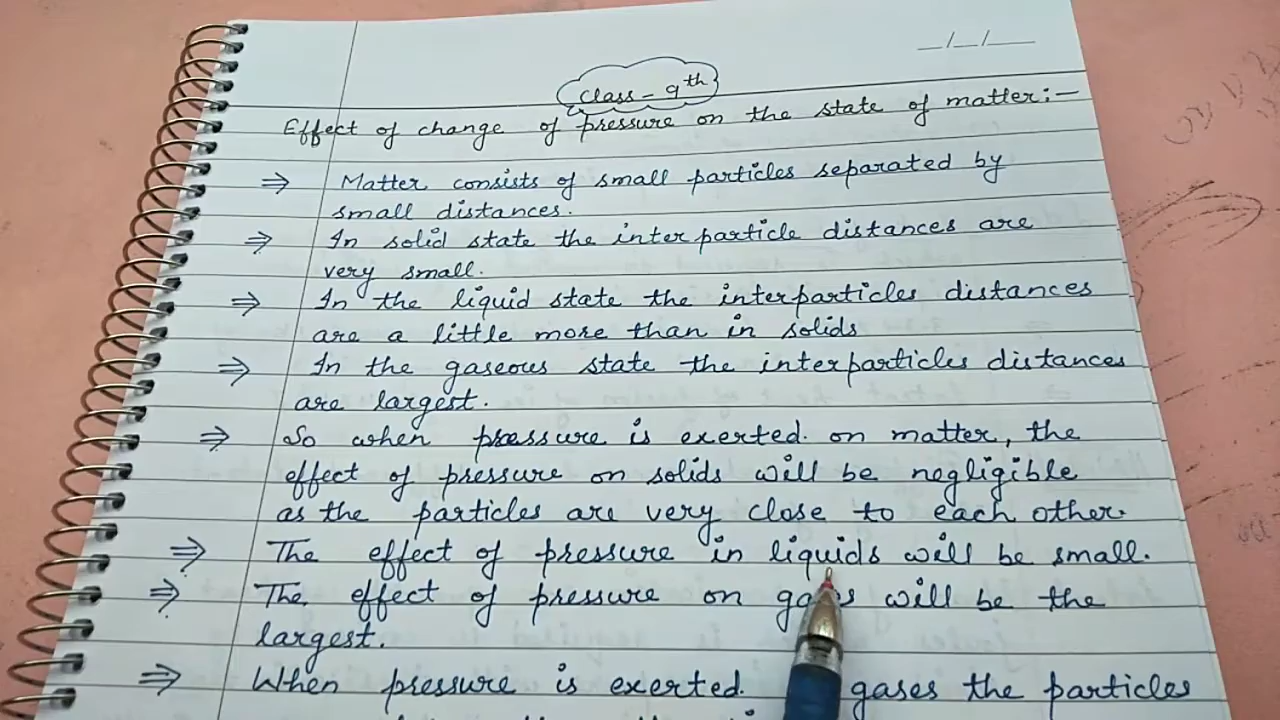 __/__/____
Class - 9th
Effect of change of pressure on the state of matter:-
⇒ Matter consists of small particles separated by
small distances.
⇒ In solid state the inter particle distances are
very small.
⇒ In the liquid state the interparticles distances
are a little more than in solids
⇒ In the gaseous state the interparticles distances
are largest.
⇒ So when pressure is exerted. on matter, the
effect of pressure on solids will be negligible
as the particles are very close to each other.
⇒ The effect of pressure in liquids will be small.
⇒ The effect of pressure on will be the
largest.
⇒ When pressure is exerted gases the particles